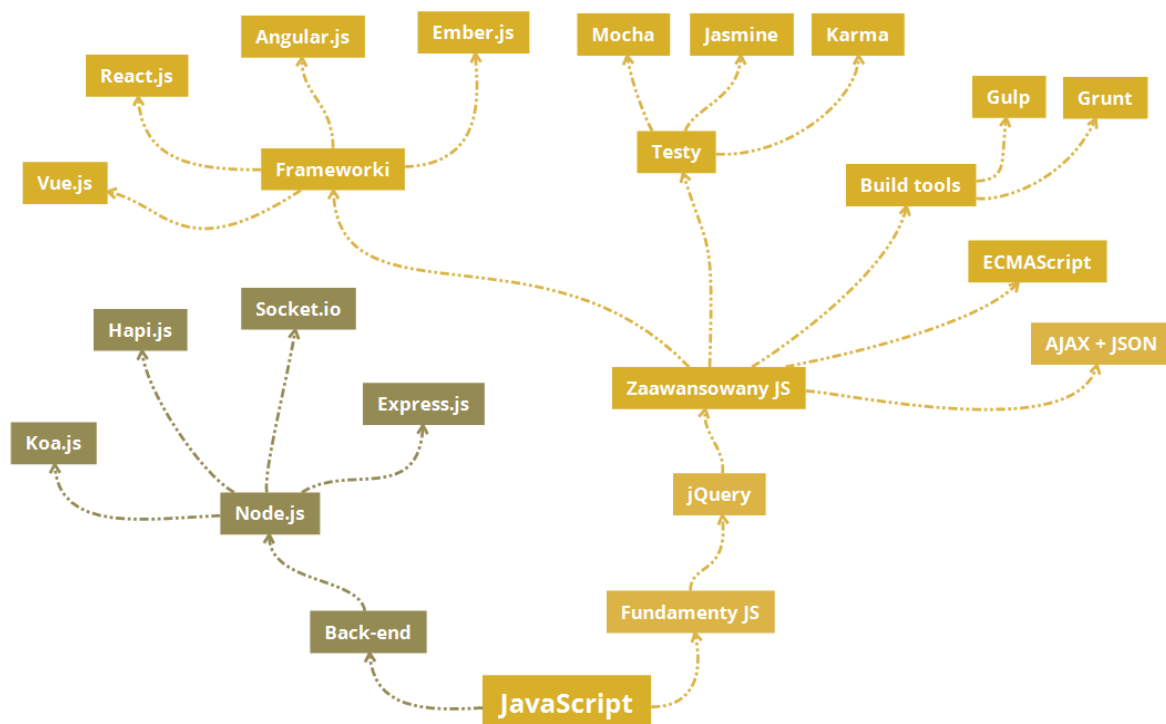 Angular.js
Ember.js
Mocha
Jasmine
Karma
React.js
Gulp
Grunt
Frameworki
Testy
Vue.js
Build tools
ECMAScript
Socket.io
Hapi.js
AJAX + JSON
Zaawansowany JS
Express.js
Koa.js
jQuery
Node.js
Fundamenty JS
Back-end
JavaScript